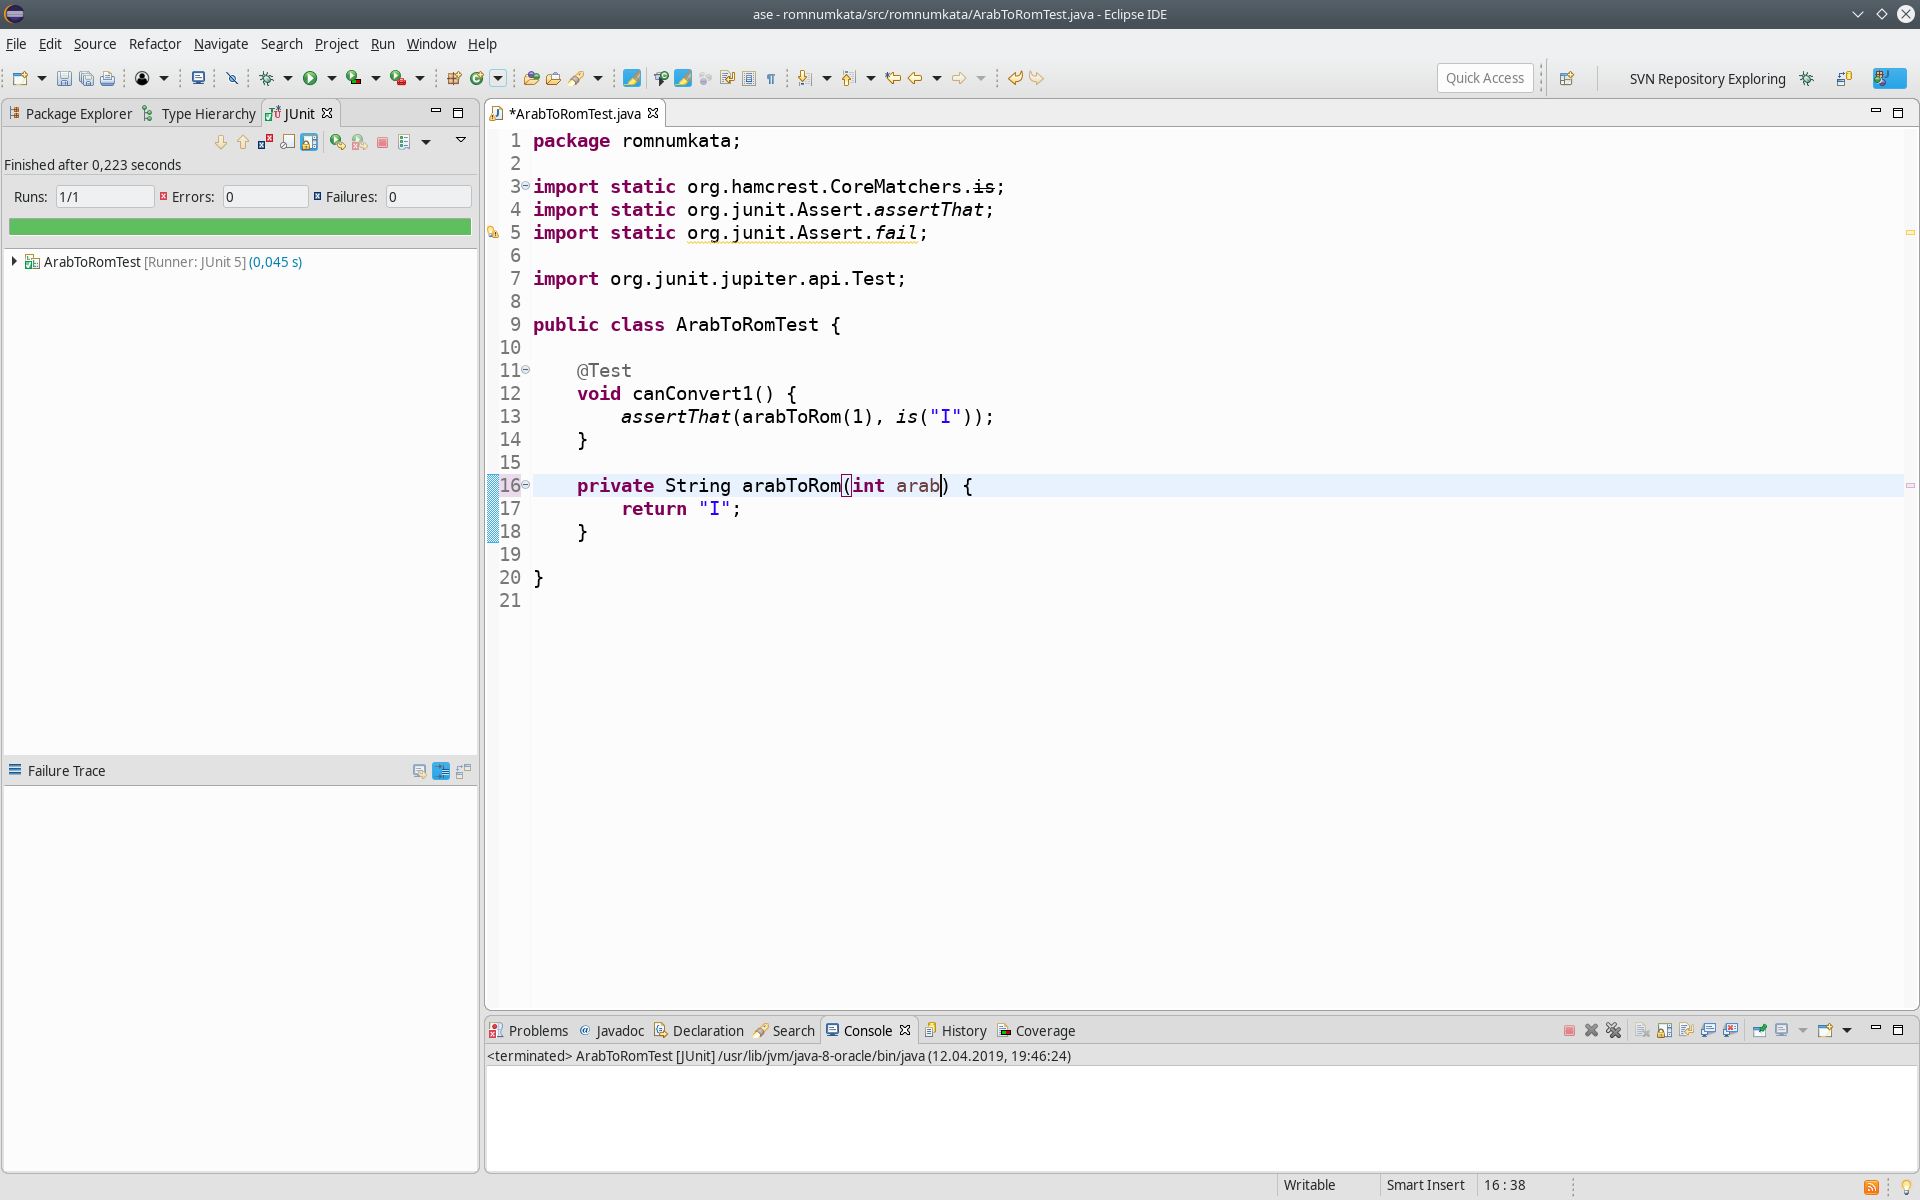 ase - romnumkata/src/romnumkata/ArabToRomTest.java - Eclipse IDE
File Edit Source Refactor Navigate Search Project Run Window Help
Quick Access
SVN Repository Exploring
Package Explorer Type Hierarchy JUnit
Finished after 0,223 seconds
Runs: 1/1 Errors: 0 Failures: 0
ArabToRomTest [Runner: JUnit 5] (0,045 s)
Failure Trace
*ArabToRomTest.java
1 package romnumkata;
2
3 import static org.hamcrest.CoreMatchers.is;
4 import static org.junit.Assert.assertThat;
5 import static org.junit.Assert.fail;
6
7 import org.junit.jupiter.api.Test;
8
9 public class ArabToRomTest {
10
11     @Test
12     void canConvert1() {
13         assertThat(arabToRom(1), is("I"));
14     }
15
16     private String arabToRom(int arab) {
17         return "I";
18     }
19
20 }
21
Problems Javadoc Declaration Search Console History Coverage
<terminated> ArabToRomTest [JUnit] /usr/lib/jvm/java-8-oracle/bin/java (12.04.2019, 19:46:24)
Writable Smart Insert 16 : 38